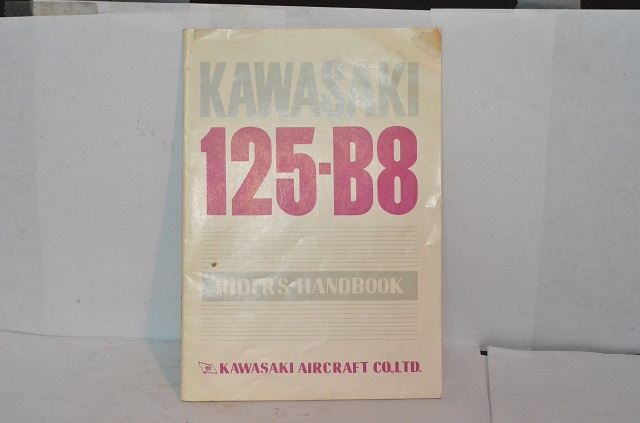 KAWASAKI
125-B8
RIDERS HANDBOOK
KAWASAKI AIRCRAFT CO.,LTD.